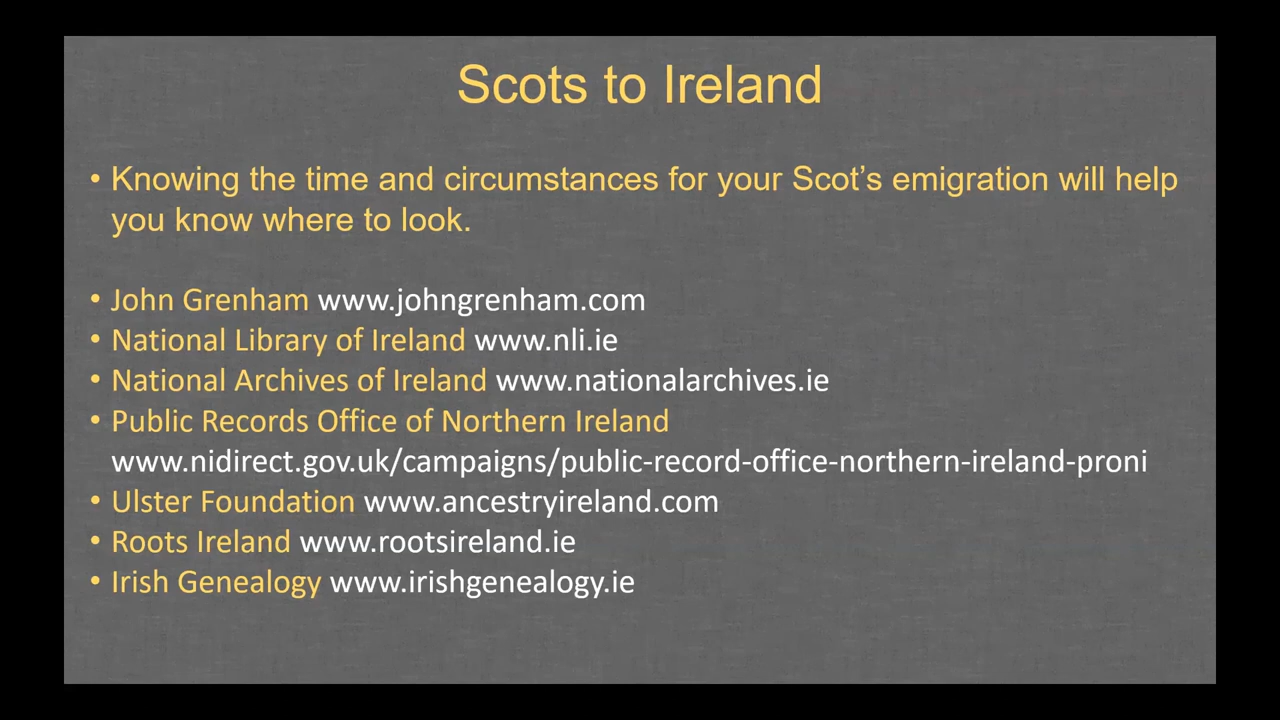 Scots to Ireland
• Knowing the time and circumstances for your Scot’s emigration will help
you know where to look.
• John Grenham www.johngrenham.com
• National Library of Ireland www.nli.ie
• National Archives of Ireland www.nationalarchives.ie
• Public Records Office of Northern Ireland
www.nidirect.gov.uk/campaigns/public-record-office-northern-ireland-proni
• Ulster Foundation www.ancestryireland.com
• Roots Ireland www.rootsireland.ie
• Irish Genealogy www.irishgenealogy.ie